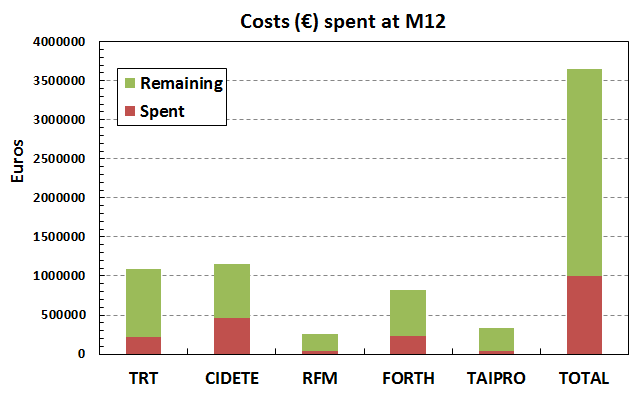 Costs (€) spent at M12
4000000
3500000
3000000
2500000
2000000
1500000
1000000
500000
0
Euros
Remaining
Spent
TRT CIDETE RFM FORTH TAIPRO TOTAL